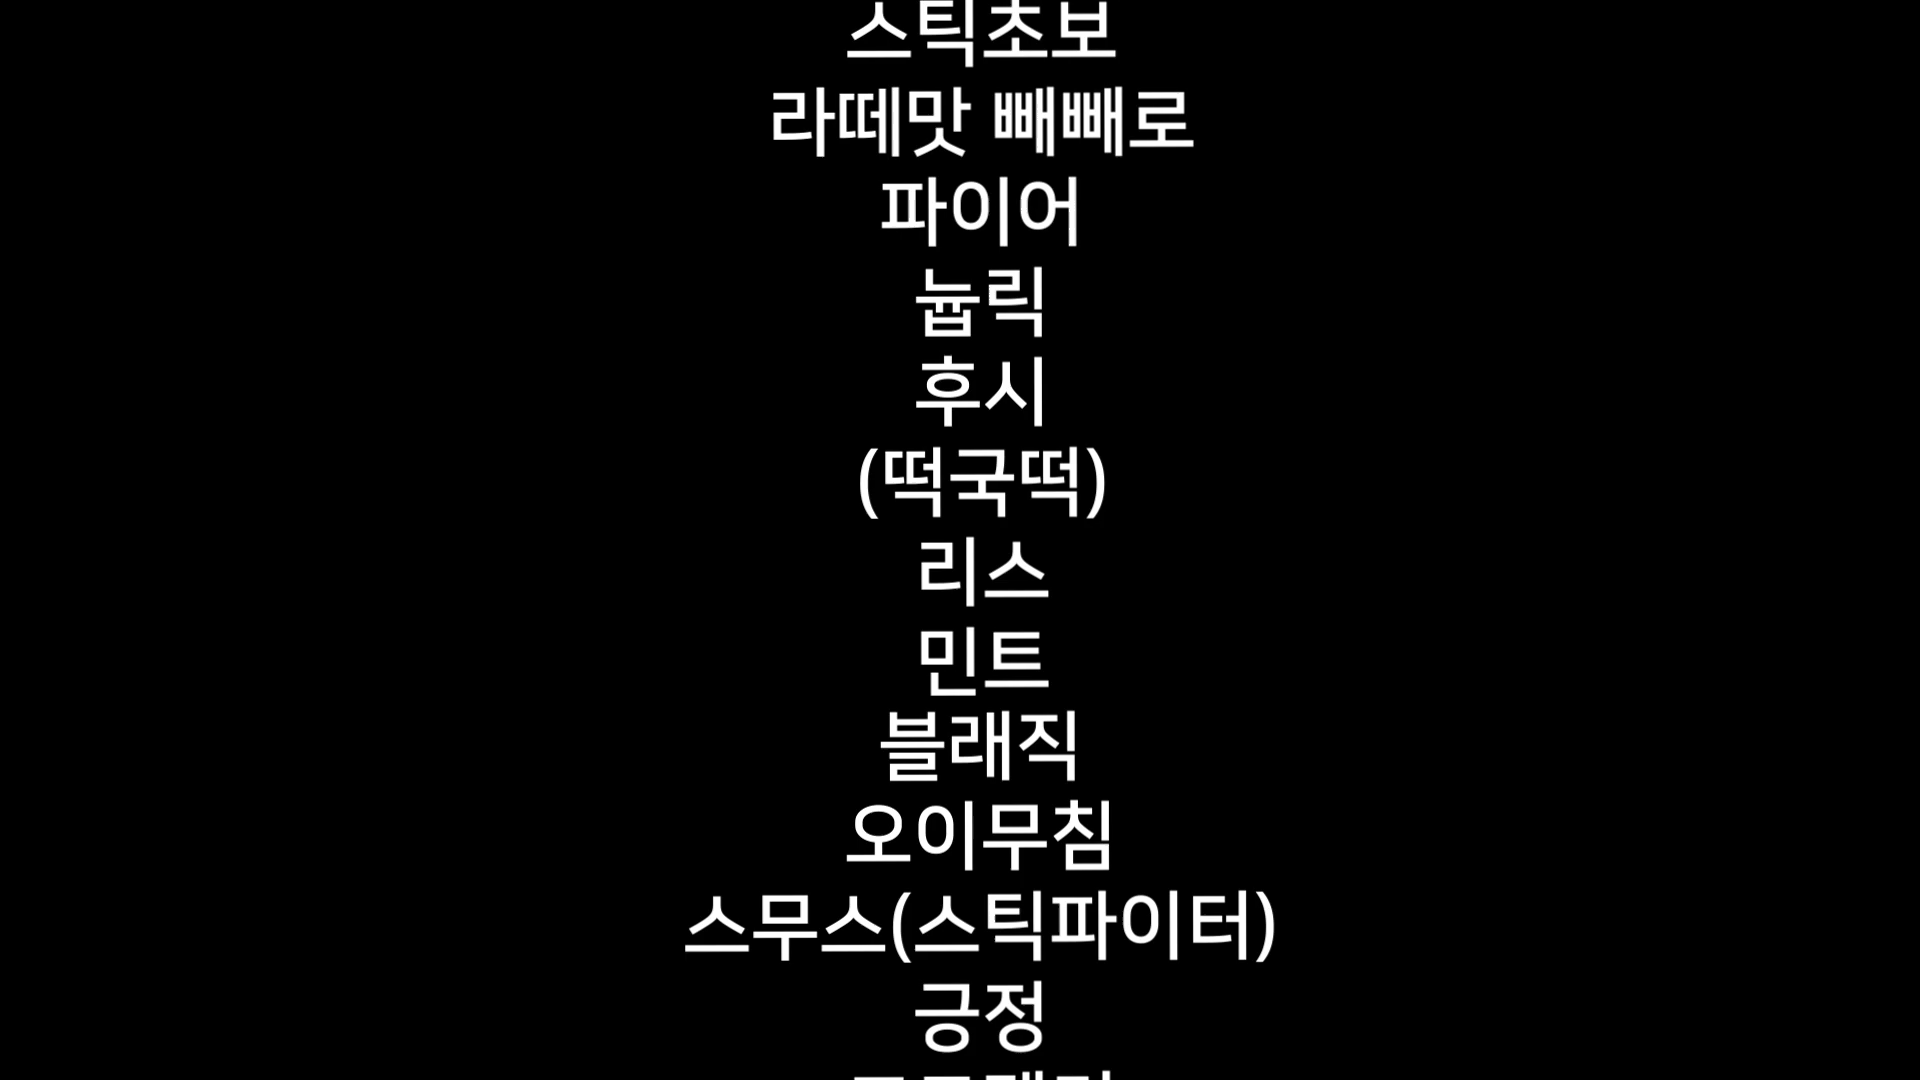 스틱초보
라떼맛 빼빼로
파이어
눕릭
후시
(떡국떡)
리스
민트
블래직
오이무침
스무스(스틱파이터)
긍정